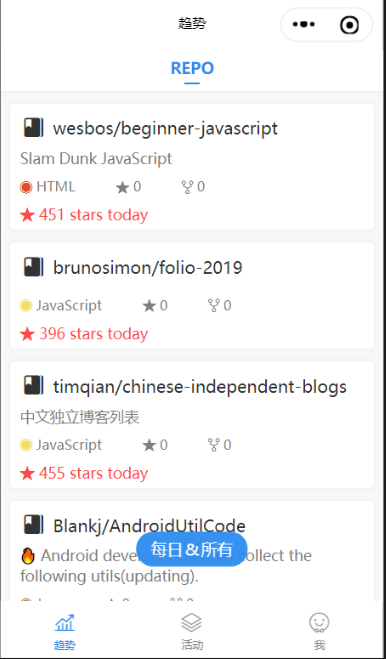 趋势
REPO
wesbos/beginner-javascript
Slam Dunk JavaScript
HTML 0 0
451 stars today
brunosimon/folio-2019
JavaScript 0 0
396 stars today
timqian/chinese-independent-blogs
中文独立博客列表
JavaScript 0 0
455 stars today
Blankj/AndroidUtilCode
🔥 Android collect the
following utils(updating).
每日&所有
趋势 活动 我